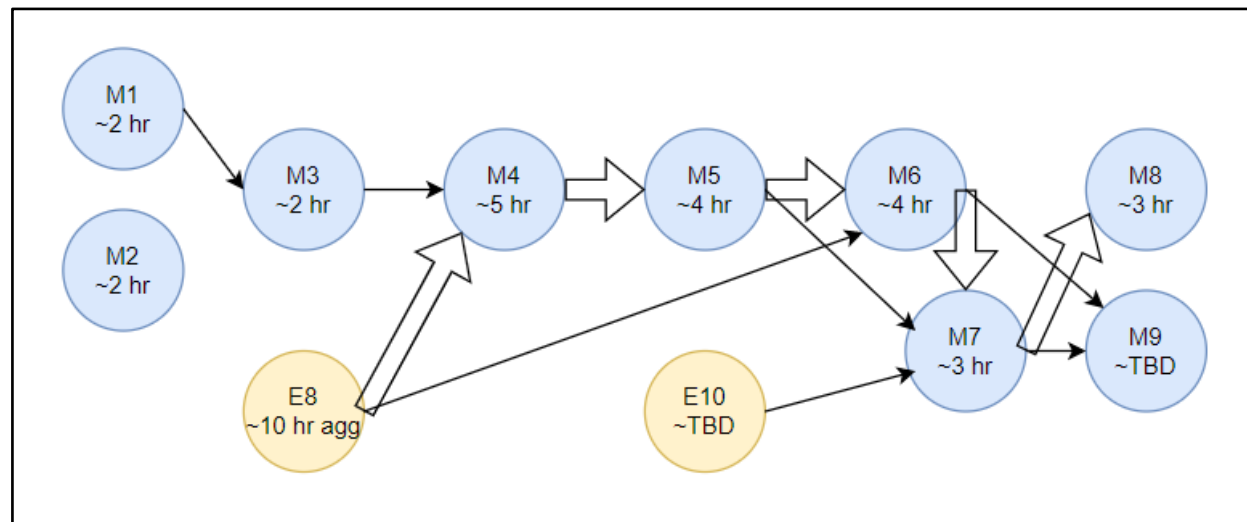 M1
~2 hr
M3
~2 hr
M4
~5 hr
M5
~4 hr
M6
~4 hr
M8
~3 hr
M2
~2 hr
M7
~3 hr
M9
~TBD
E8
~10 hr agg
E10
~TBD